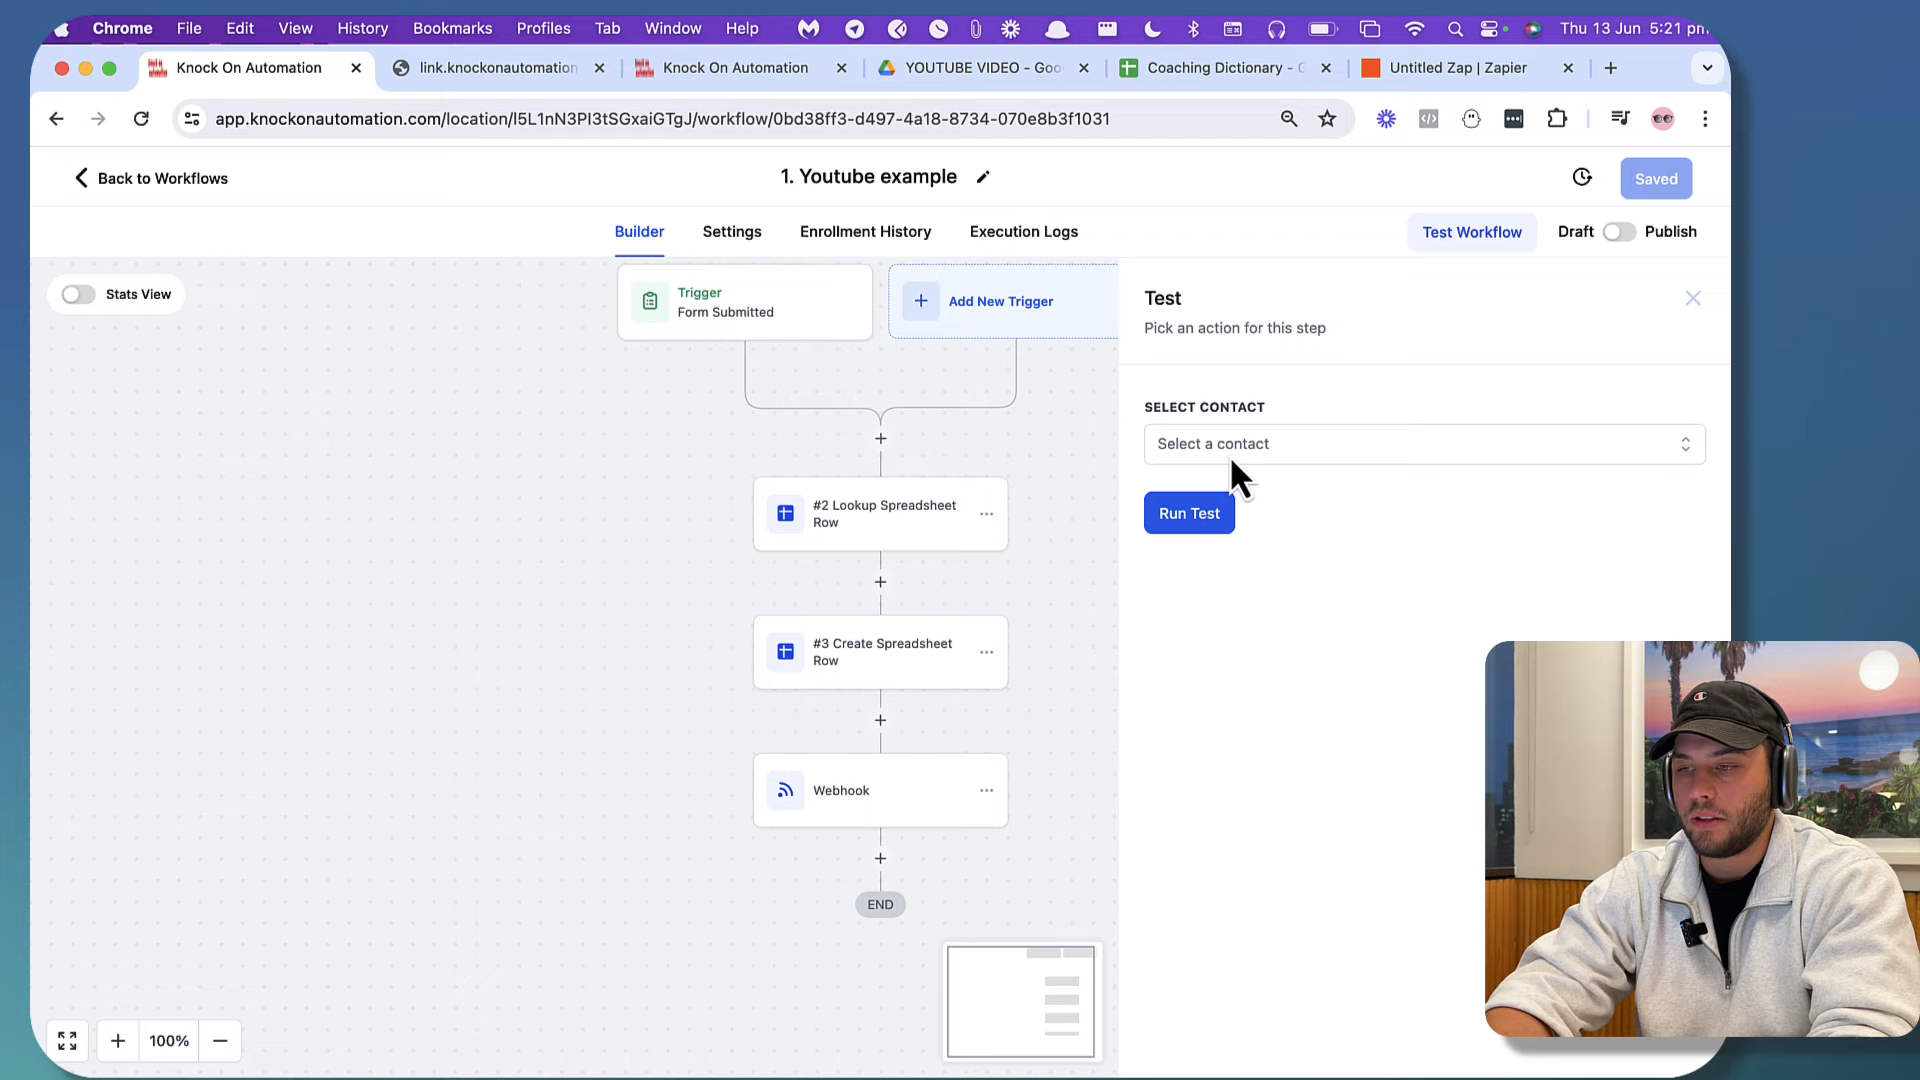 Chrome File Edit View History Bookmarks Profiles Tab Window Help Thu 13 Jun 5:21 pm
Knock On Automation link.knockonautomation Knock On Automation YOUTUBE VIDEO - Goo Coaching Dictionary - G Untitled Zap | Zapier
app.knockonautomation.com/location/l5L1nN3PI3tSGxaiGTgJ/workflow/0bd38ff3-d497-4a18-8734-070e8b3f1031
Back to Workflows 1. Youtube example Saved
Builder Settings Enrollment History Execution Logs Test Workflow Draft Publish
Stats View
Trigger
Form Submitted
Add New Trigger
#2 Lookup Spreadsheet
Row
#3 Create Spreadsheet
Row
Webhook
END
100%
Test
Pick an action for this step
SELECT CONTACT
Select a contact
Run Test